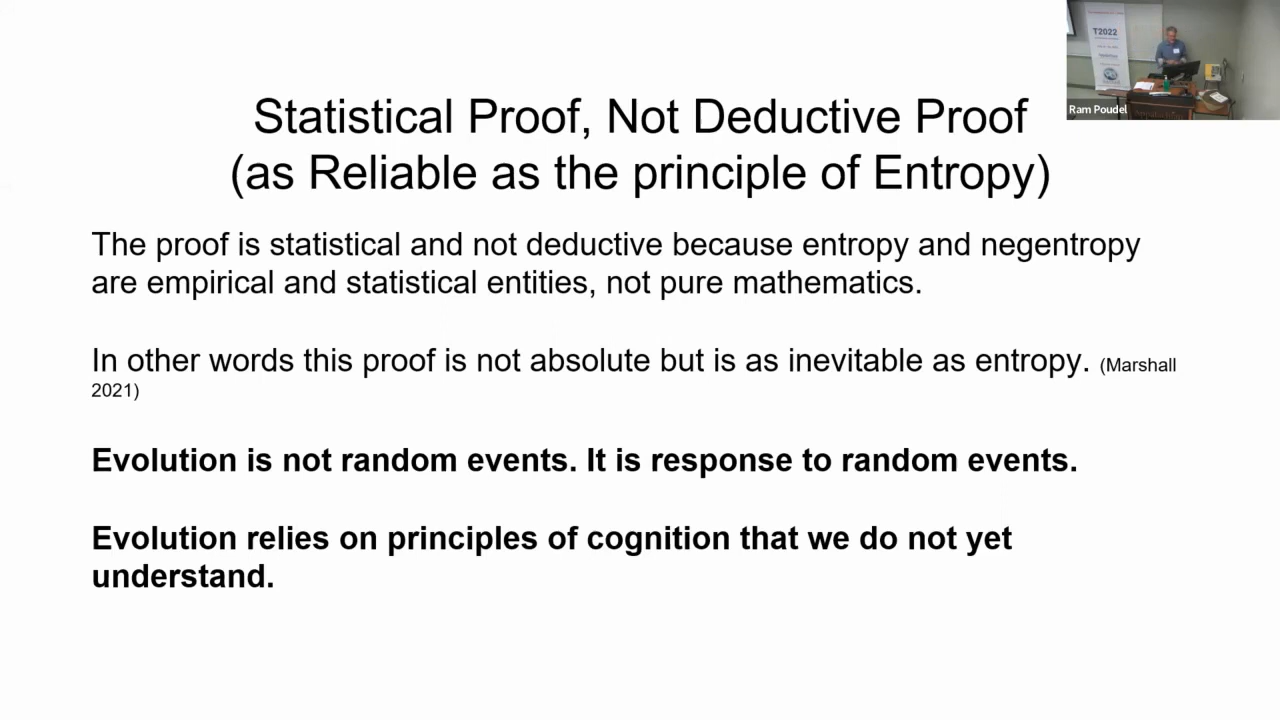 T2022
Ram Poudel
Statistical Proof, Not Deductive Proof
(as Reliable as the principle of Entropy)
The proof is statistical and not deductive because entropy and negentropy
are empirical and statistical entities, not pure mathematics.
In other words this proof is not absolute but is as inevitable as entropy. (Marshall
2021)
Evolution is not random events. It is response to random events.
Evolution relies on principles of cognition that we do not yet
understand.